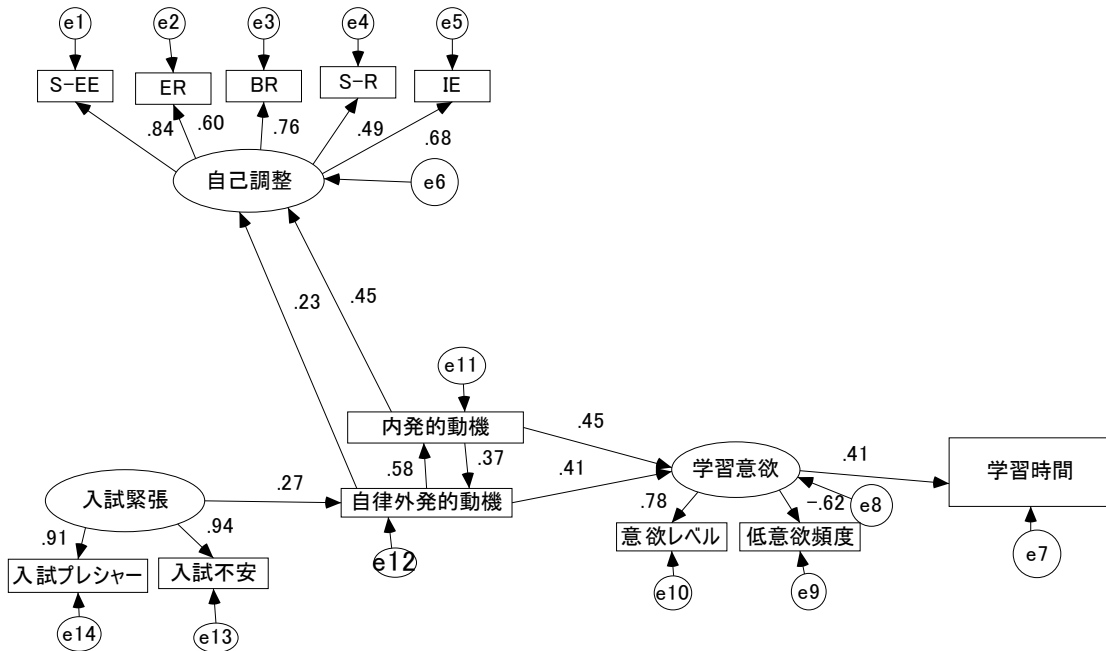 e1
e2
e3
e4
e5
S-EE
ER
BR
S-R
IE
.84
.60
.76
.49
.68
自己調整
e6
.23
.45
e11
内発的動機
.45
.58
.37
.41
学習意欲
.41
学習時間
入試緊張
.27
自律外発的動機
.78
-.62
e8
.91
.94
意欲レベル
低意欲頻度
入試プレシャー
入試不安
e12
e7
e10
e9
e14
e13